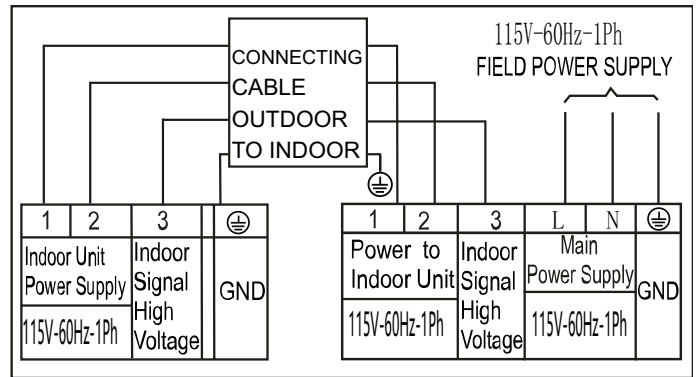 115V-60Hz-1Ph
FIELD POWER SUPPLY
CONNECTING
CABLE
OUTDOOR
TO INDOOR
1 2 3
Indoor Unit
Power Supply
115V-60Hz-1Ph
Indoor
Signal
High
Voltage
GND
1 2 3 L N
Power to
Indoor Unit
115V-60Hz-1Ph
Indoor
Signal
High
Voltage
Main
Power Supply
115V-60Hz-1Ph
GND